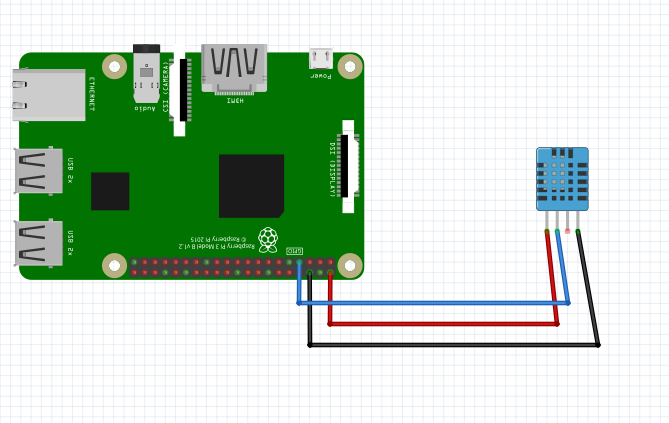 ETHERNET
Audio
CSI (CAMERA)
HDMI
Power
USB 2x
DSI (DISPLAY)
USB 2x
Raspberry Pi 3 Model B v1.2
© Raspberry Pi 2015
GPIO